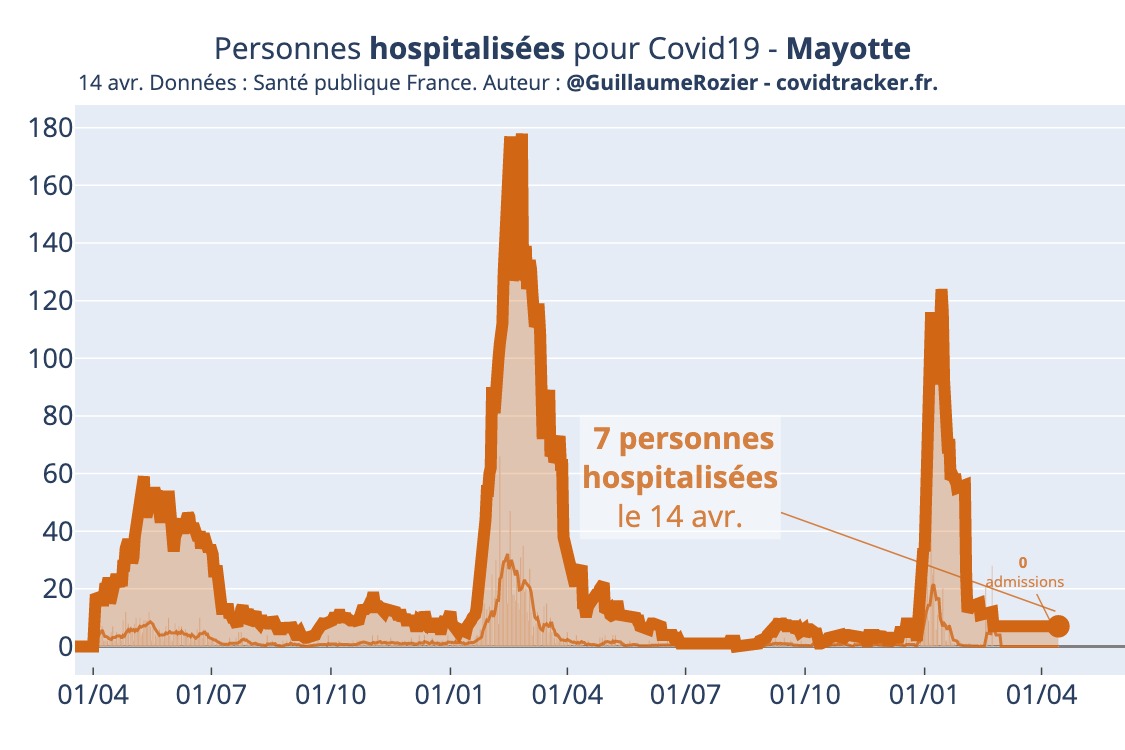 Personnes hospitalisées pour Covid19 - Mayotte
14 avr. Données : Santé publique France. Auteur : @GuillaumeRozier - covidtracker.fr.
180
160
140
120
100
80
60
40
20
0
7 personnes
hospitalisées
le 14 avr.
0
admissions
01/04 01/07 01/10 01/01 01/04 01/07 01/10 01/01 01/04